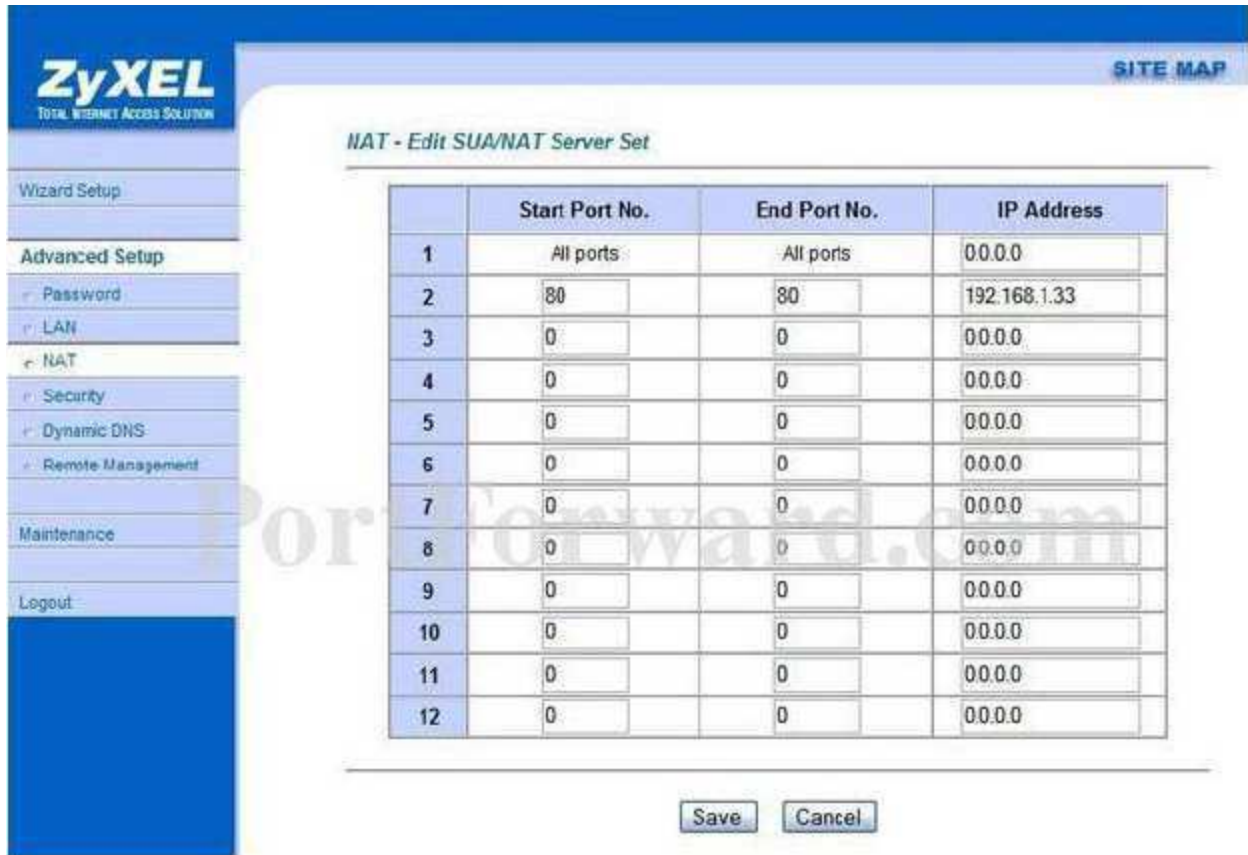 ZyXEL
TOTAL INTERNET ACCESS SOLUTION
SITE MAP
Wizard Setup
Advanced Setup
Password
LAN
NAT
Security
Dynamic DNS
Remote Management
Maintenance
Logout
NAT - Edit SUA/NAT Server Set
Start Port No. End Port No. IP Address
1 All ports All ports 0.0.0.0
2 80 80 192.168.1.33
3 0 0 0.0.0.0
4 0 0 0.0.0.0
5 0 0 0.0.0.0
6 0 0 0.0.0.0
7 0 0 0.0.0.0
8 0 0 0.0.0.0
9 0 0 0.0.0.0
10 0 0 0.0.0.0
11 0 0 0.0.0.0
12 0 0 0.0.0.0
PortForward.com
Save Cancel